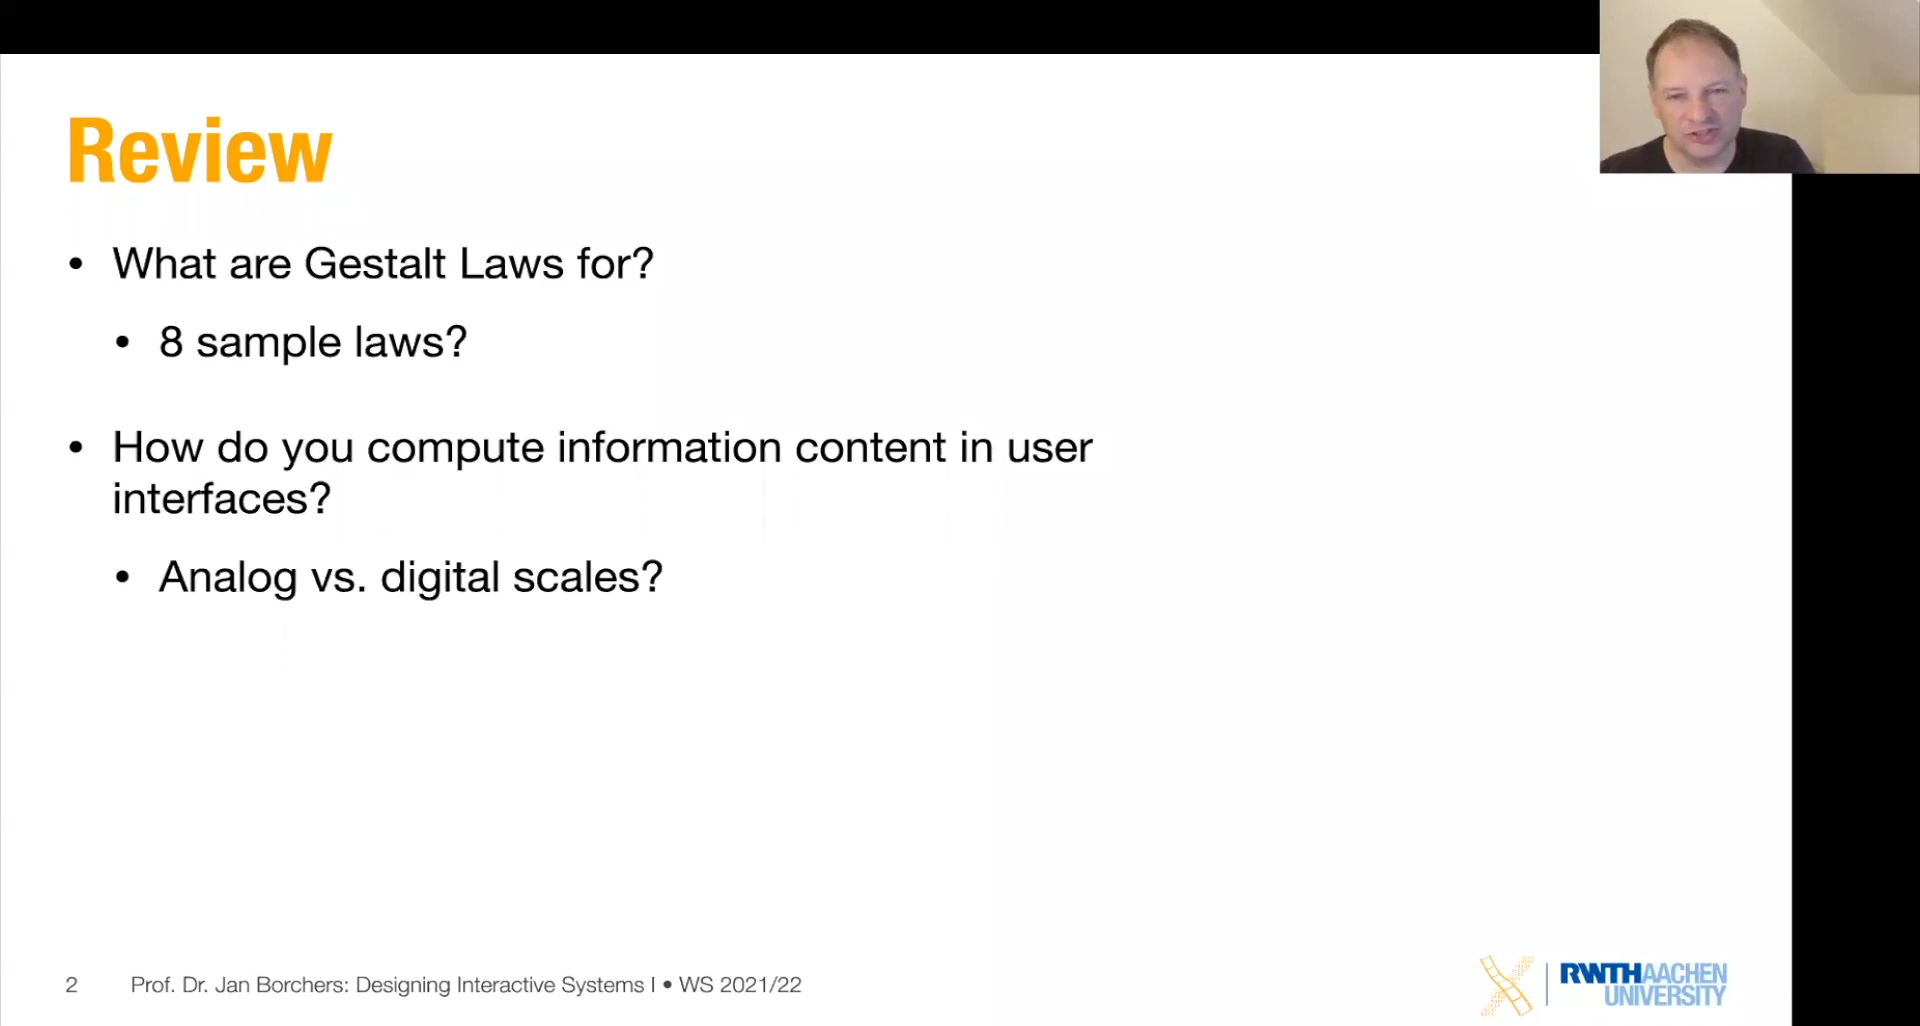 Review
• What are Gestalt Laws for?
• 8 sample laws?
• How do you compute information content in user
interfaces?
• Analog vs. digital scales?
2 Prof. Dr. Jan Borchers: Designing Interactive Systems I • WS 2021/22
RWTHAACHEN
UNIVERSITY